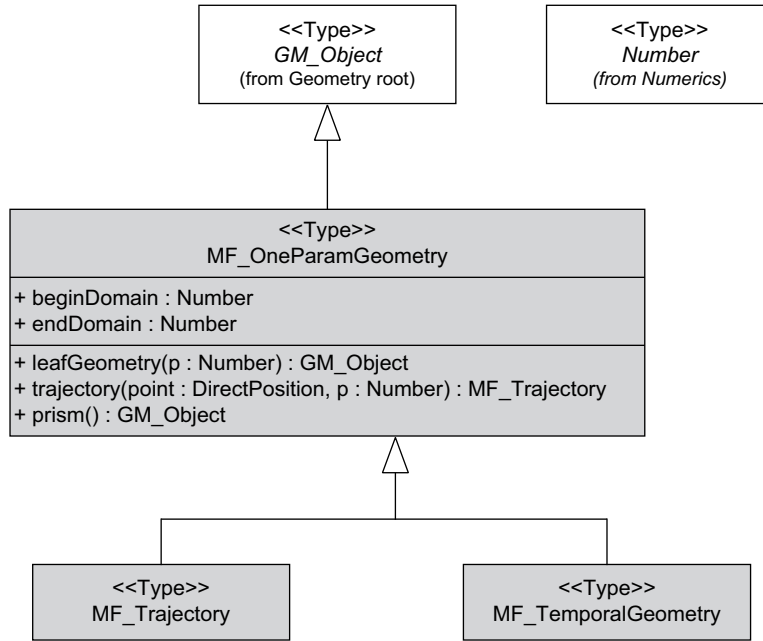 <<Type>>
GM_Object
(from Geometry root)
<<Type>>
Number
(from Numerics)
<<Type>>
MF_OneParamGeometry
+ beginDomain : Number
+ endDomain : Number
+ leafGeometry(p : Number) : GM_Object
+ trajectory(point : DirectPosition, p : Number) : MF_Trajectory
+ prism() : GM_Object
<<Type>>
MF_Trajectory
<<Type>>
MF_TemporalGeometry